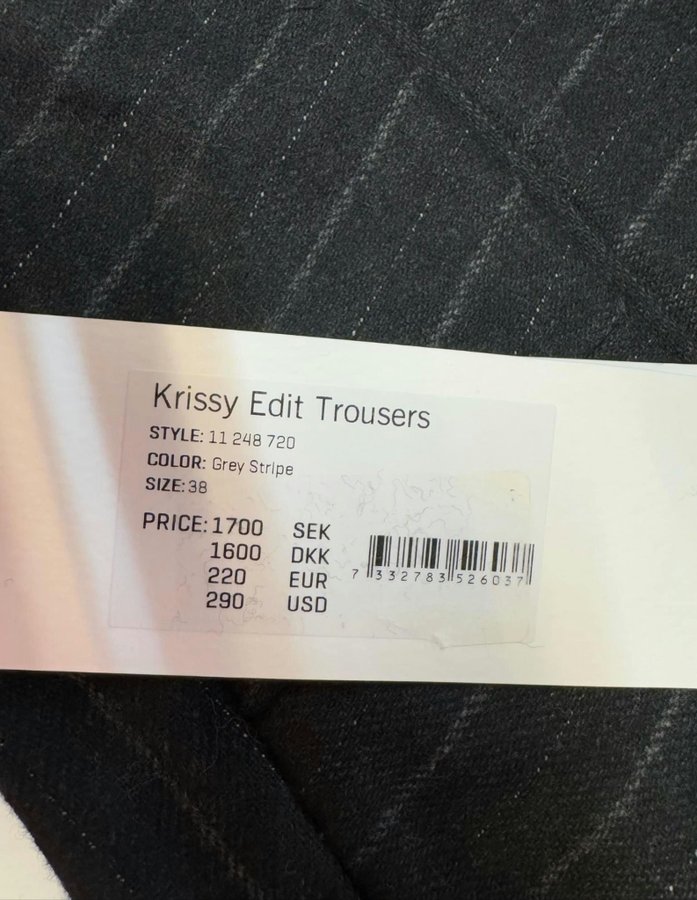 Krissy Edit Trousers
STYLE: 11 248 720
COLOR: Grey Stripe
SIZE: 38
PRICE: 1700 SEK
1600 DKK
220 EUR
290 USD
7 332783 526037